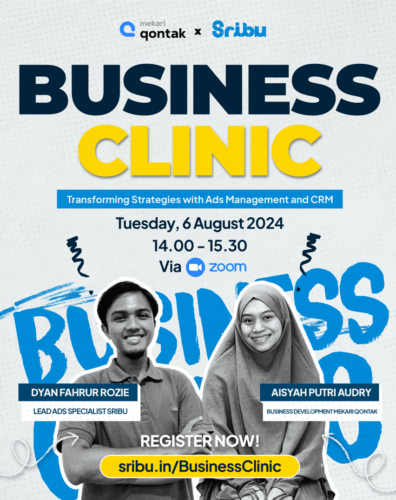 mekari
qontak x Sribu
BUSINESS
CLINIC
Transforming Strategies with Ads Management and CRM
Tuesday, 6 August 2024
14.00 - 15.30
Via zoom
BUSINESS
DYAN FAHRUR ROZIE
LEAD ADS SPECIALIST SRIBU
AISYAH PUTRI AUDRY
BUSINESS DEVELOPMENT MEKARI QONTAK
REGISTER NOW!
sribu.in/BusinessClinic